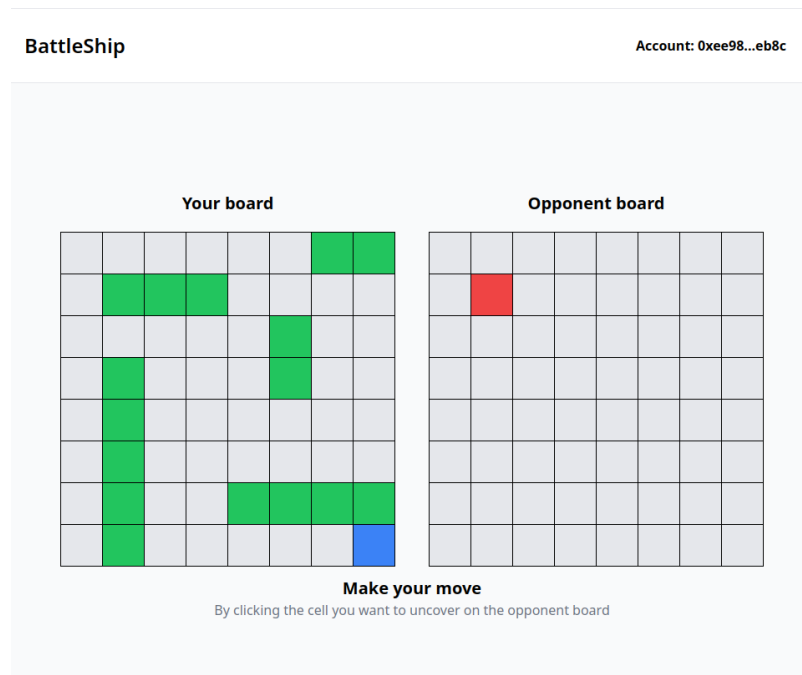 BattleShip
Account: 0xee98...eb8c
Your board
Opponent board
Make your move
By clicking the cell you want to uncover on the opponent board